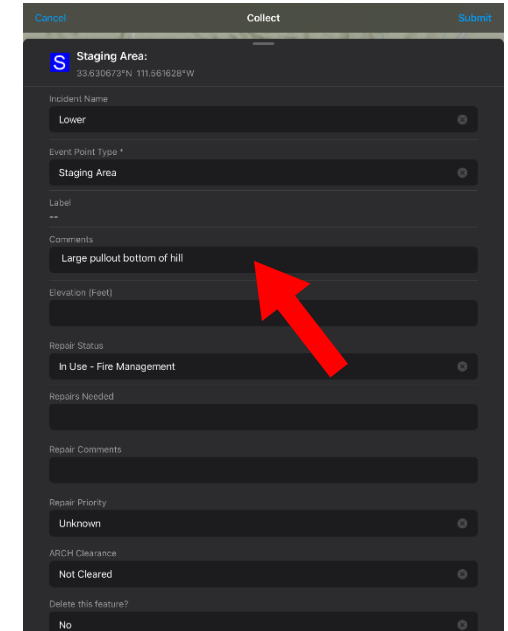 Cancel Collect Submit
S Staging Area:
33.630673°N 111.561628°W
Incident Name
Lower
Event Point Type *
Staging Area
Label
--
Comments
Large pullout bottom of hill
Elevation (Feet)
Repair Status
In Use - Fire Management
Repairs Needed
Repair Comments
Repair Priority
Unknown
ARCH Clearance
Not Cleared
Delete this feature?
No